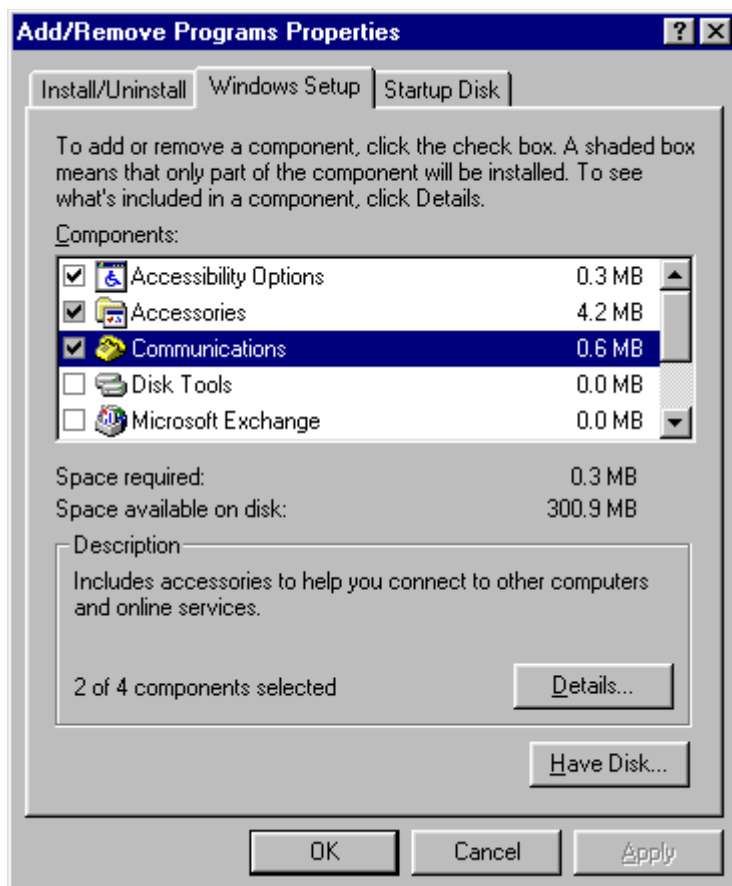 Add/Remove Programs Properties
Install/Uninstall Windows Setup Startup Disk
To add or remove a component, click the check box. A shaded box
means that only part of the component will be installed. To see
what's included in a component, click Details.
Components:
Accessibility Options 0.3 MB
Accessories 4.2 MB
Communications 0.6 MB
Disk Tools 0.0 MB
Microsoft Exchange 0.0 MB
Space required: 0.3 MB
Space available on disk: 300.9 MB
Description
Includes accessories to help you connect to other computers
and online services.
2 of 4 components selected Details...
Have Disk...
OK Cancel Apply